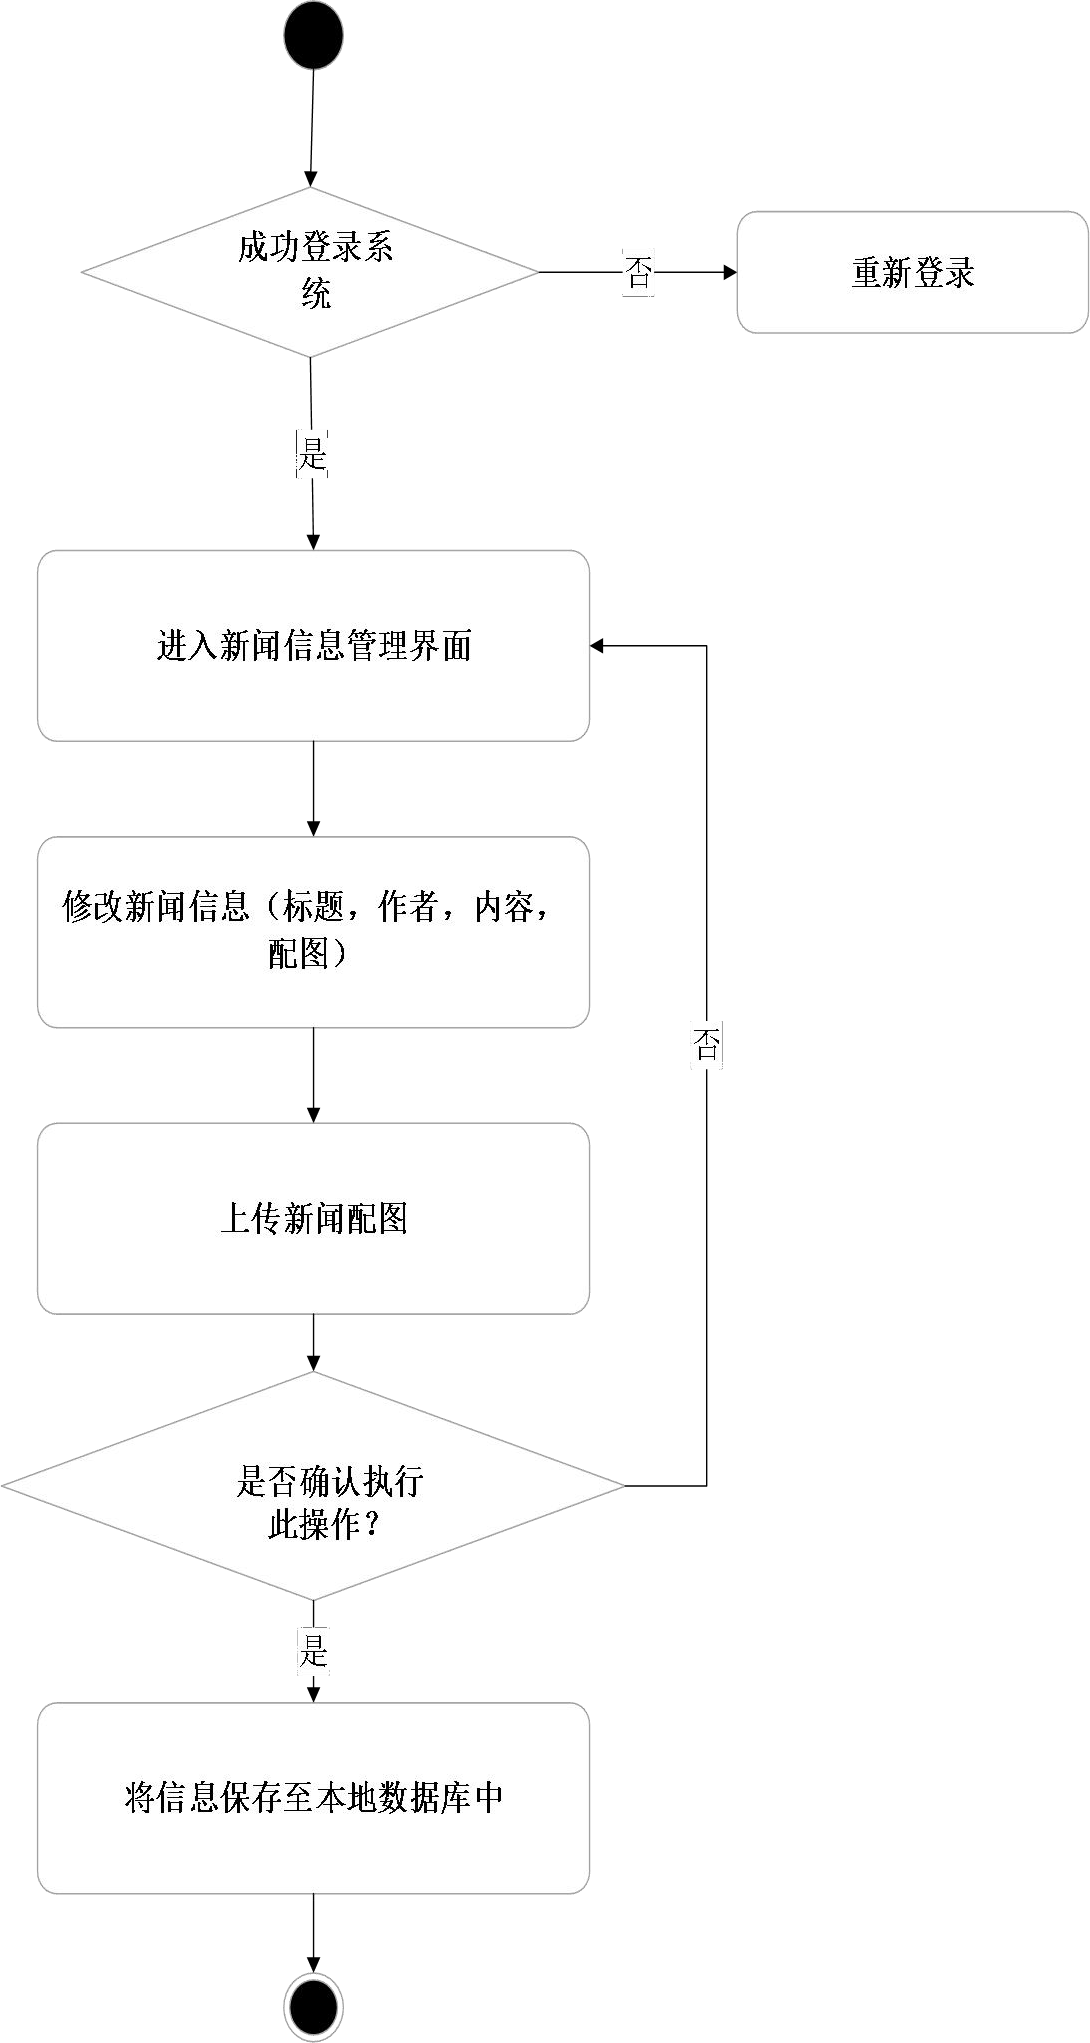 成功登录系
统
否
重新登录
是
进入新闻信息管理界面
修改新闻信息（标题，作者，内容，
配图）
否
上传新闻配图
是否确认执行
此操作？
是
将信息保存至本地数据库中